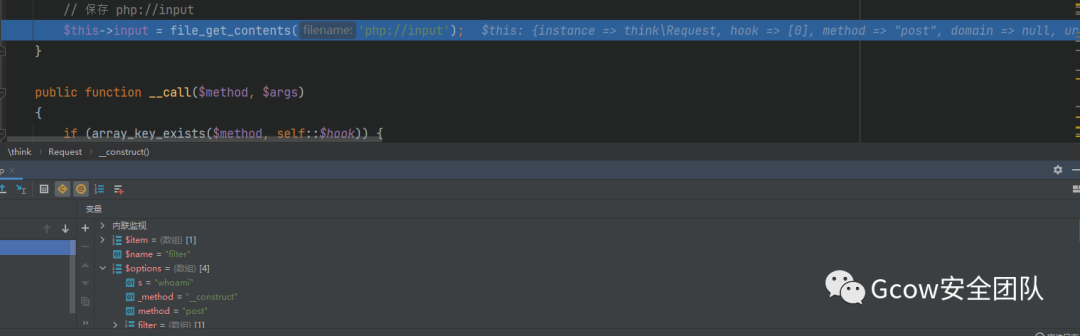 // 保存 php://input
$this->input = file_get_contents( filename: 'php://input'); $this: {instance => think\Request, hook => [0], method => "post", domain => null, ur
}
public function __call($method, $args)
{
if (array_key_exists($method, self::$hook)) {
\think › Request › __construct()
变量
内联监视
$item = {数组} [1]
$name = "filter"
$options = {数组} [4]
s = "whoami"
_method = "__construct"
method = "post"
filter = {数组} [1]
Gcow安全团队